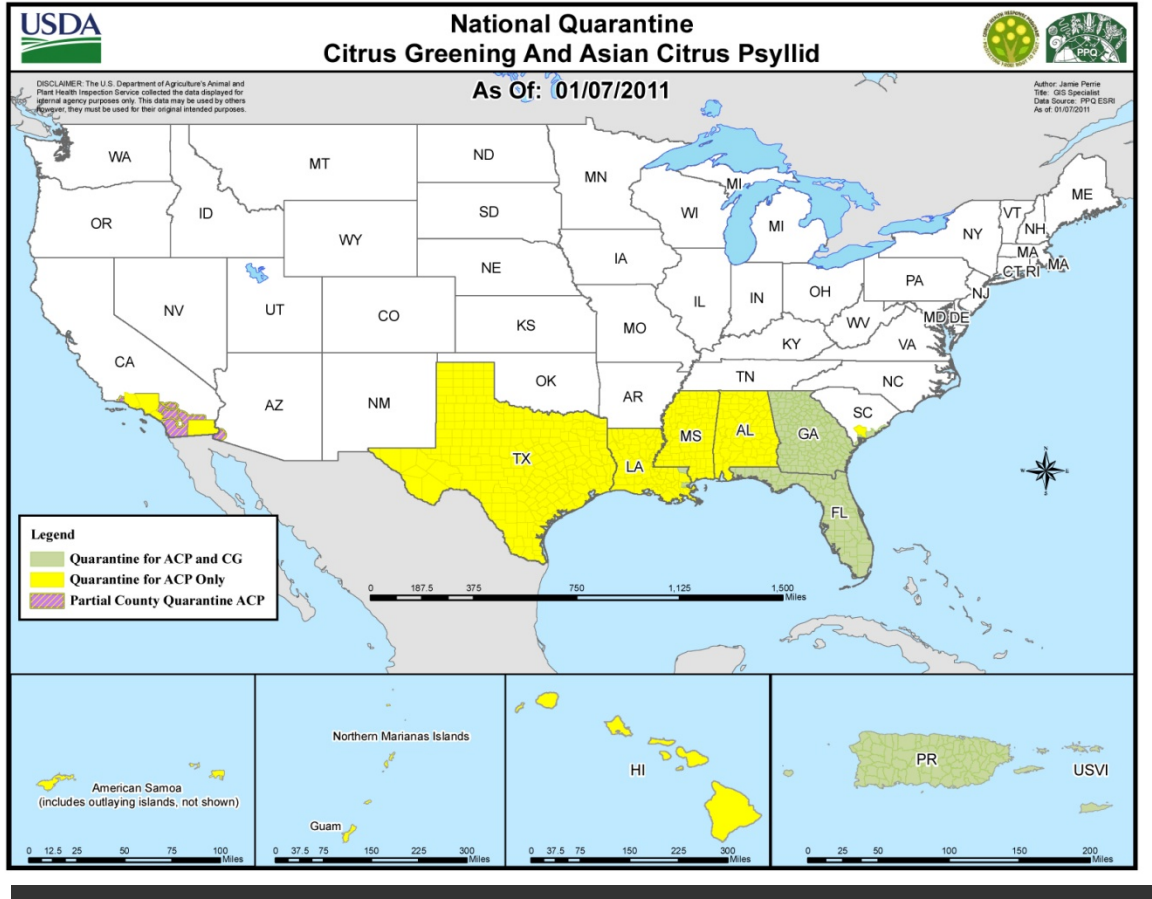 USDA
National Quarantine
Citrus Greening And Asian Citrus Psyllid
PPQ
DISCLAIMER: The U.S. Department of Agriculture's Animal and
Plant Health Inspection Service collected the data displayed for
internal agency purposes only. This data may be used by others
however, they must be used for their original intended purposes.
As Of: 01/07/2011
Author: Jamie Perrie
Title: GIS Specialist
Data Source: PPQ ESRI
As of: 01/07/2011
WA
MT
ND
MN
MI
ME
OR
ID
SD
WI
MI
VT
NH
NY
WY
MA
MA
CT
RI
IA
NE
PA
NJ
NV
UT
CO
IL
IN
OH
MD
DE
WV
KS
MO
KY
VA
CA
TN
NC
OK
AR
AZ
NM
SC
MS
AL
GA
TX
LA
FL
N
W
E
S
Legend
Quarantine for ACP and CG
Quarantine for ACP Only
Partial County Quarantine ACP
0 187.5 375 750 1,125 1,500
Miles
American Samoa
(includes outlaying islands, not shown)
0 12.5 25 50 75 100
Miles
Northern Marianas Islands
Guam
0 37.5 75 150 225 300
Miles
HI
0 37.5 75 150 225 300
Miles
PR
USVI
0 25 50 100 150 200
Miles